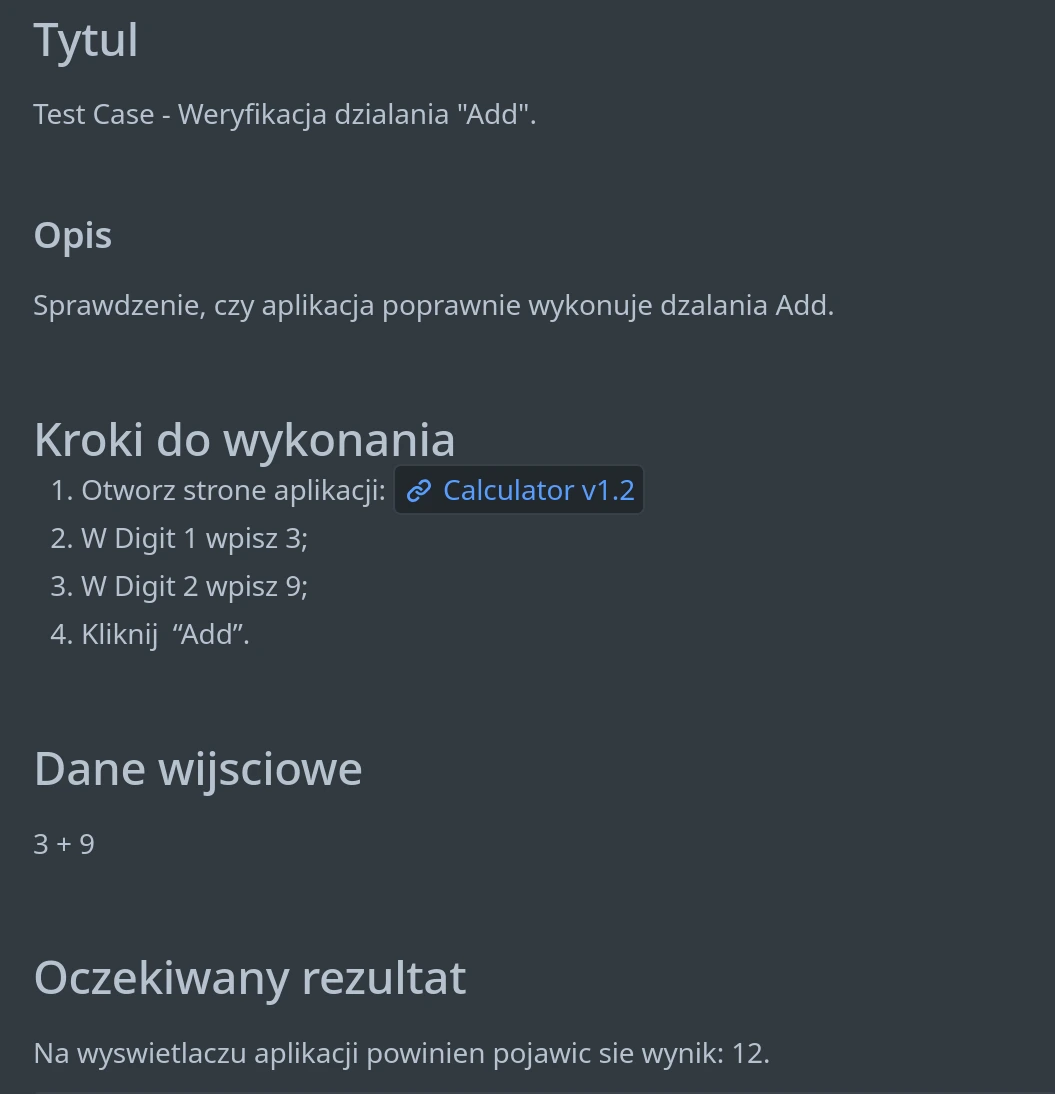 Tytul
Test Case - Weryfikacja dzialania "Add".
Opis
Sprawdzenie, czy aplikacja poprawnie wykonuje dzalania Add.
Kroki do wykonania
1. Otworz strone aplikacji: Calculator v1.2
2. W Digit 1 wpisz 3;
3. W Digit 2 wpisz 9;
4. Kliknij  “Add”.
Dane wijsciowe
3 + 9
Oczekiwany rezultat
Na wyswietlaczu aplikacji powinien pojawic sie wynik: 12.